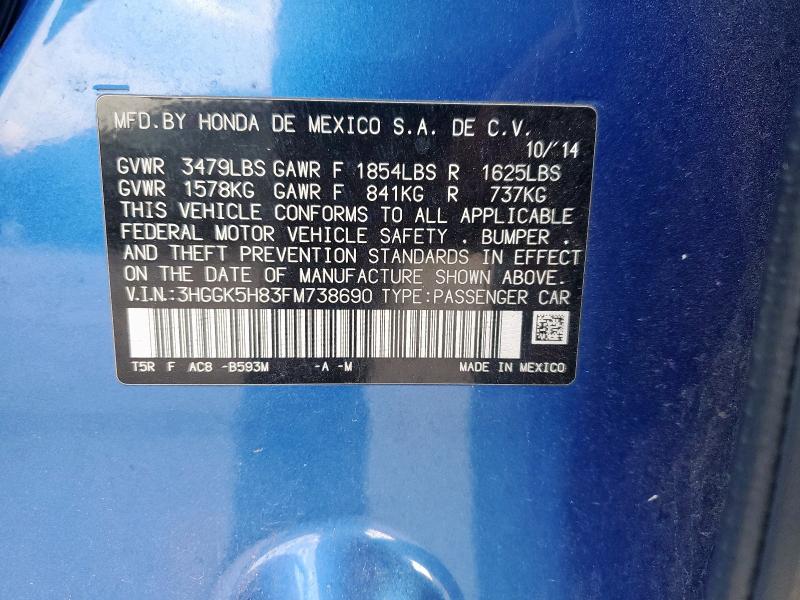 MFD.BY HONDA DE MEXICO S.A. DE C.V.
10/'14
GVWR 3479LBS GAWR F 1854LBS R 1625LBS
GVWR 1578KG GAWR F 841KG R 737KG
THIS VEHICLE CONFORMS TO ALL APPLICABLE
FEDERAL MOTOR VEHICLE SAFETY . BUMPER .
AND THEFT PREVENTION STANDARDS IN EFFECT
ON THE DATE OF MANUFACTURE SHOWN ABOVE.
V.I.N.:3HGGK5H83FM738690 TYPE:PASSENGER CAR
T5R F AC8 -B593M -A -M MADE IN MEXICO